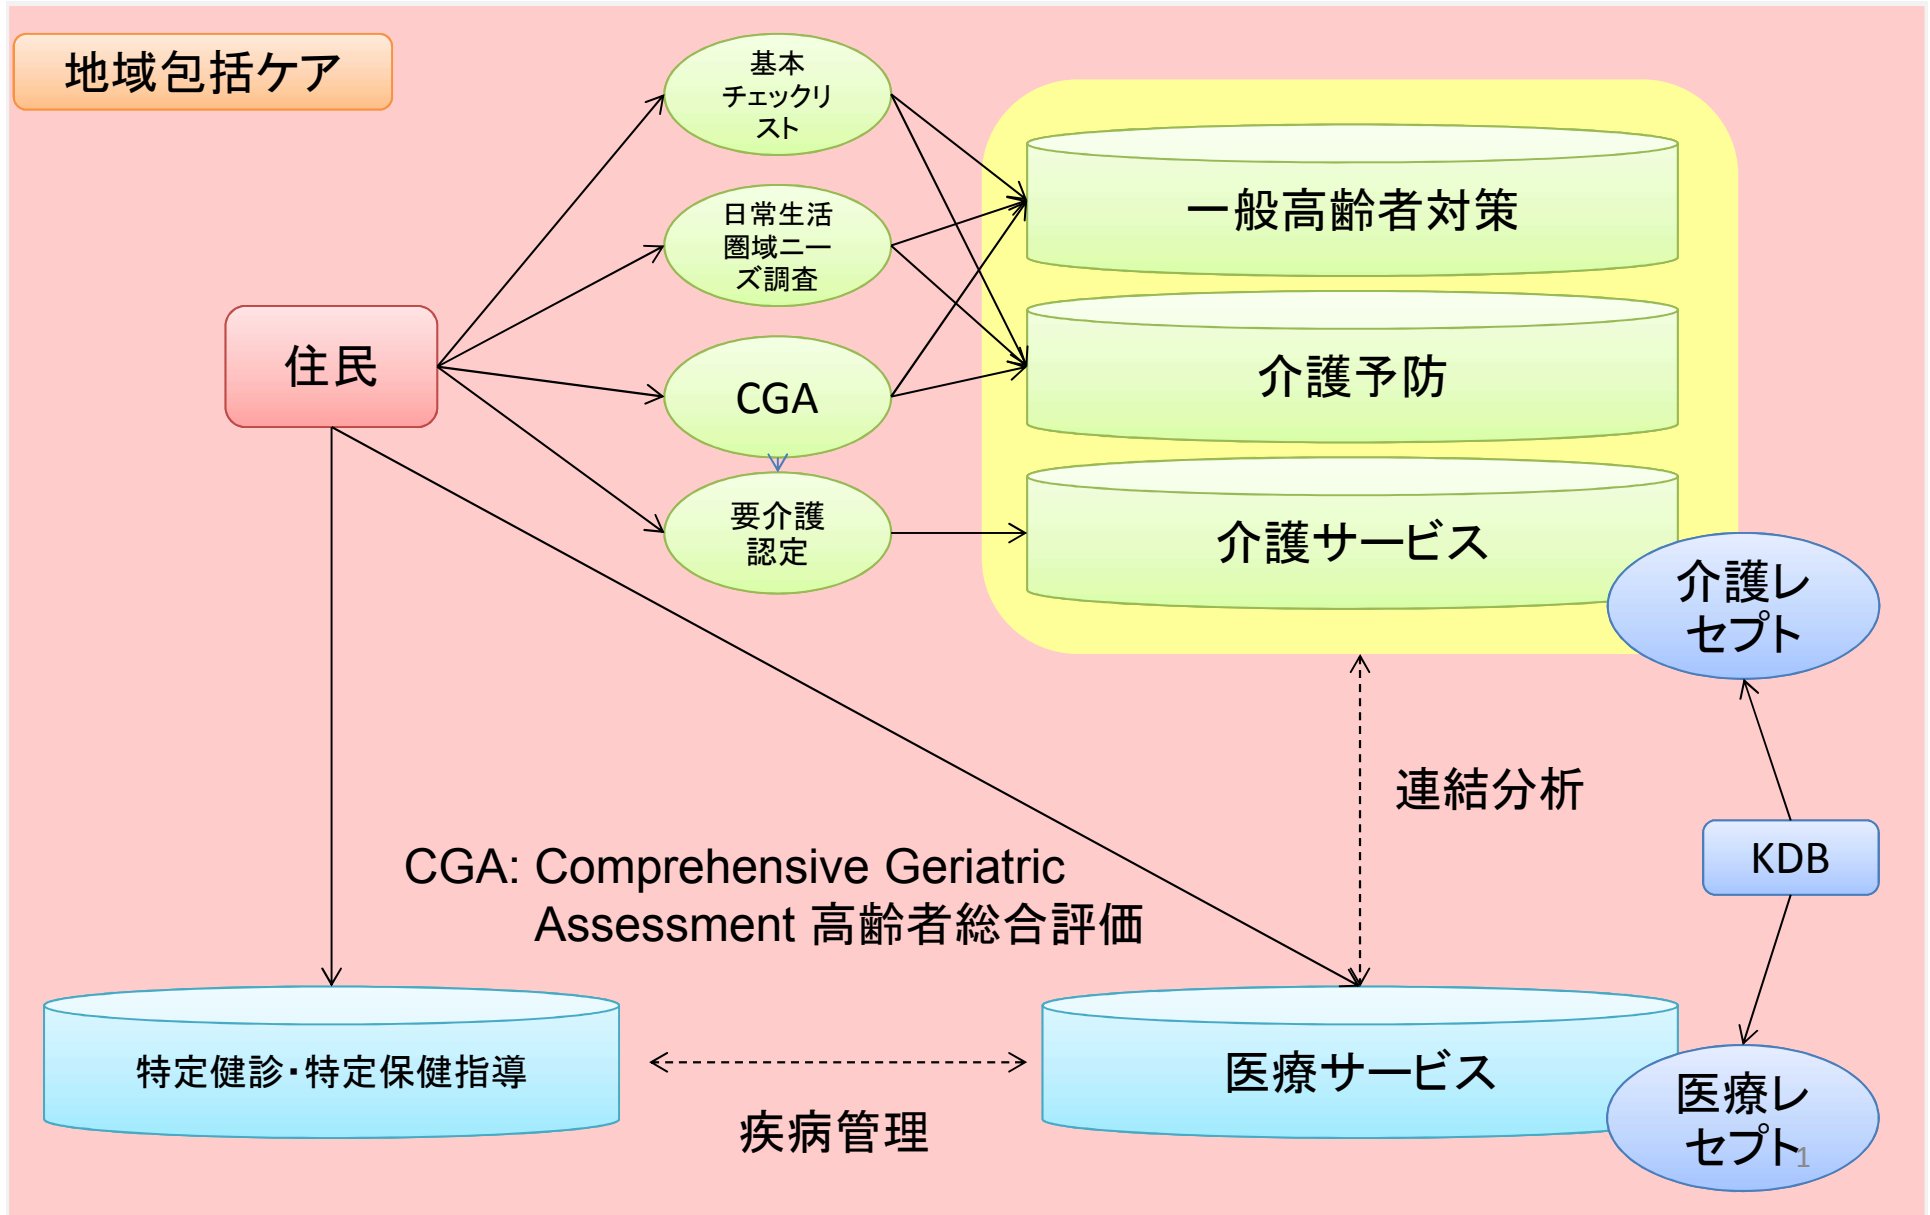 地域包括ケア
基本
チェックリ
スト
日常生活
圏域ニー
ズ調査
CGA
要介護
認定
住民
一般高齢者対策
介護予防
介護サービス
介護レ
セプト
連結分析
KDB
CGA: Comprehensive Geriatric
Assessment 高齢者総合評価
特定健診・特定保健指導
疾病管理
医療サービス
医療レ
セプト
1